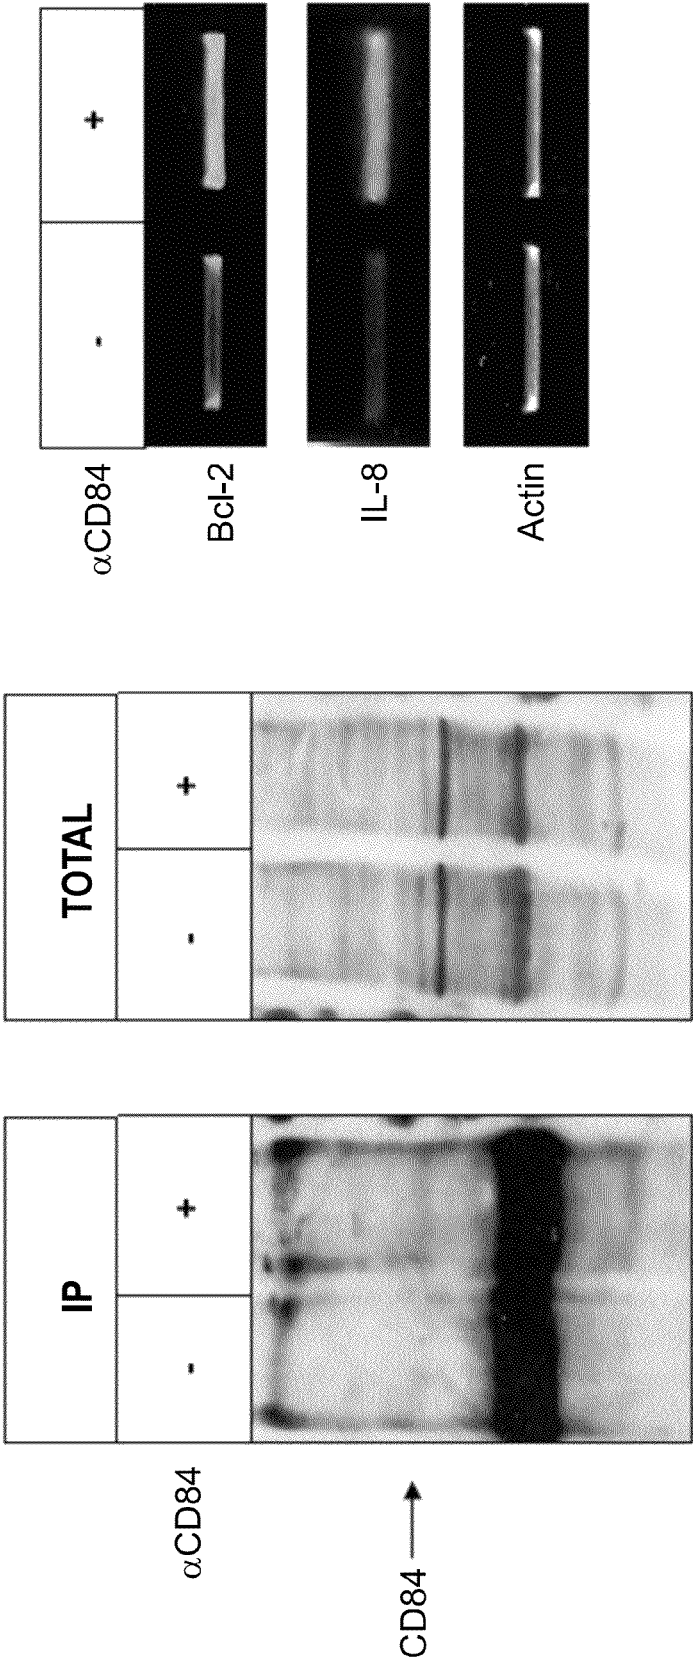 IP TOTAL
αCD84 - + - +
CD84 →
αCD84 - +
Bcl-2
IL-8
Actin